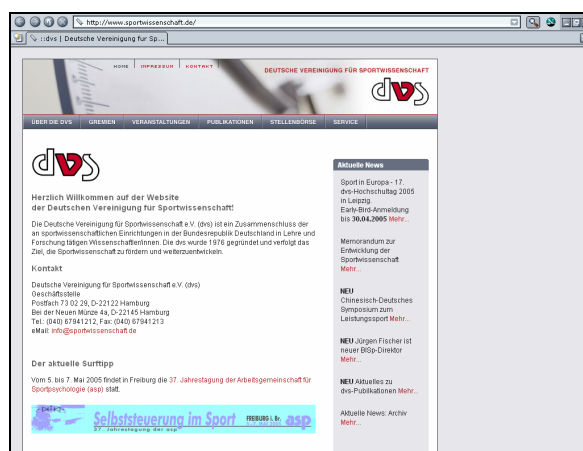 http://www.sportwissenschaft.de/
::dvs | Deutsche Vereinigung fur Sp...
HOME | IMPRESSUM | KONTAKT
DEUTSCHE VEREINIGUNG FÜR SPORTWISSENSCHAFT
dvs
ÜBER DIE DVS GREMIEN VERANSTALTUNGEN PUBLIKATIONEN STELLENBÖRSE SERVICE
dvs
Herzlich Willkommen auf der Website
der Deutschen Vereinigung für Sportwissenschaft!
Die Deutsche Vereinigung für Sportwissenschaft e.V. (dvs) ist ein Zusammenschluss der
an sportwissenschaftlichen Einrichtungen in der Bundesrepublik Deutschland in Lehre und
Forschung tätigen WissenschaftlerInnen. Die dvs wurde 1976 gegründet und verfolgt das
Ziel, die Sportwissenschaft zu fördern und weiterzuentwickeln.
Kontakt
Deutsche Vereinigung für Sportwissenschaft e.V. (dvs)
Geschäftsstelle
Postfach 73 02 29, D-22122 Hamburg
Bei der Neuen Münze 4a, D-22145 Hamburg
Tel.: (040) 67941212, Fax: (040) 67941213
eMail: info@sportwissenschaft.de
Der aktuelle Surftipp
Vom 5. bis 7. Mai 2005 findet in Freiburg die 37. Jahrestagung der Arbeitsgemeinschaft für
Sportpsychologie (asp) statt.
Selbststeuerung im Sport FREIBURG i. Br. asp
37. Jahrestagung der asp
Aktuelle News
Sport in Europa - 17.
dvs-Hochschultag 2005
in Leipzig.
Early-Bird-Anmeldung
bis 30.04.2005 Mehr...
Memorandum zur
Entwicklung der
Sportwissenschaft
Mehr...
NEU
Chinesisch-Deutsches
Symposium zum
Leistungssport Mehr...
NEU Jürgen Fischer ist
neuer BISp-Direktor
Mehr...
NEU Aktuelles zu
dvs-Publikationen Mehr...
Aktuelle News: Archiv
Mehr...